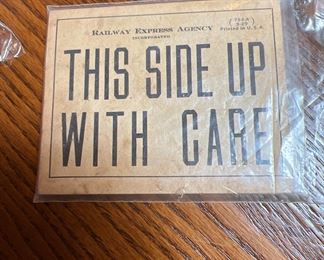 RAILWAY EXPRESS AGENCY
INCORPORATED
Printed in U.S.A.
THIS SIDE UP
WITH CARE